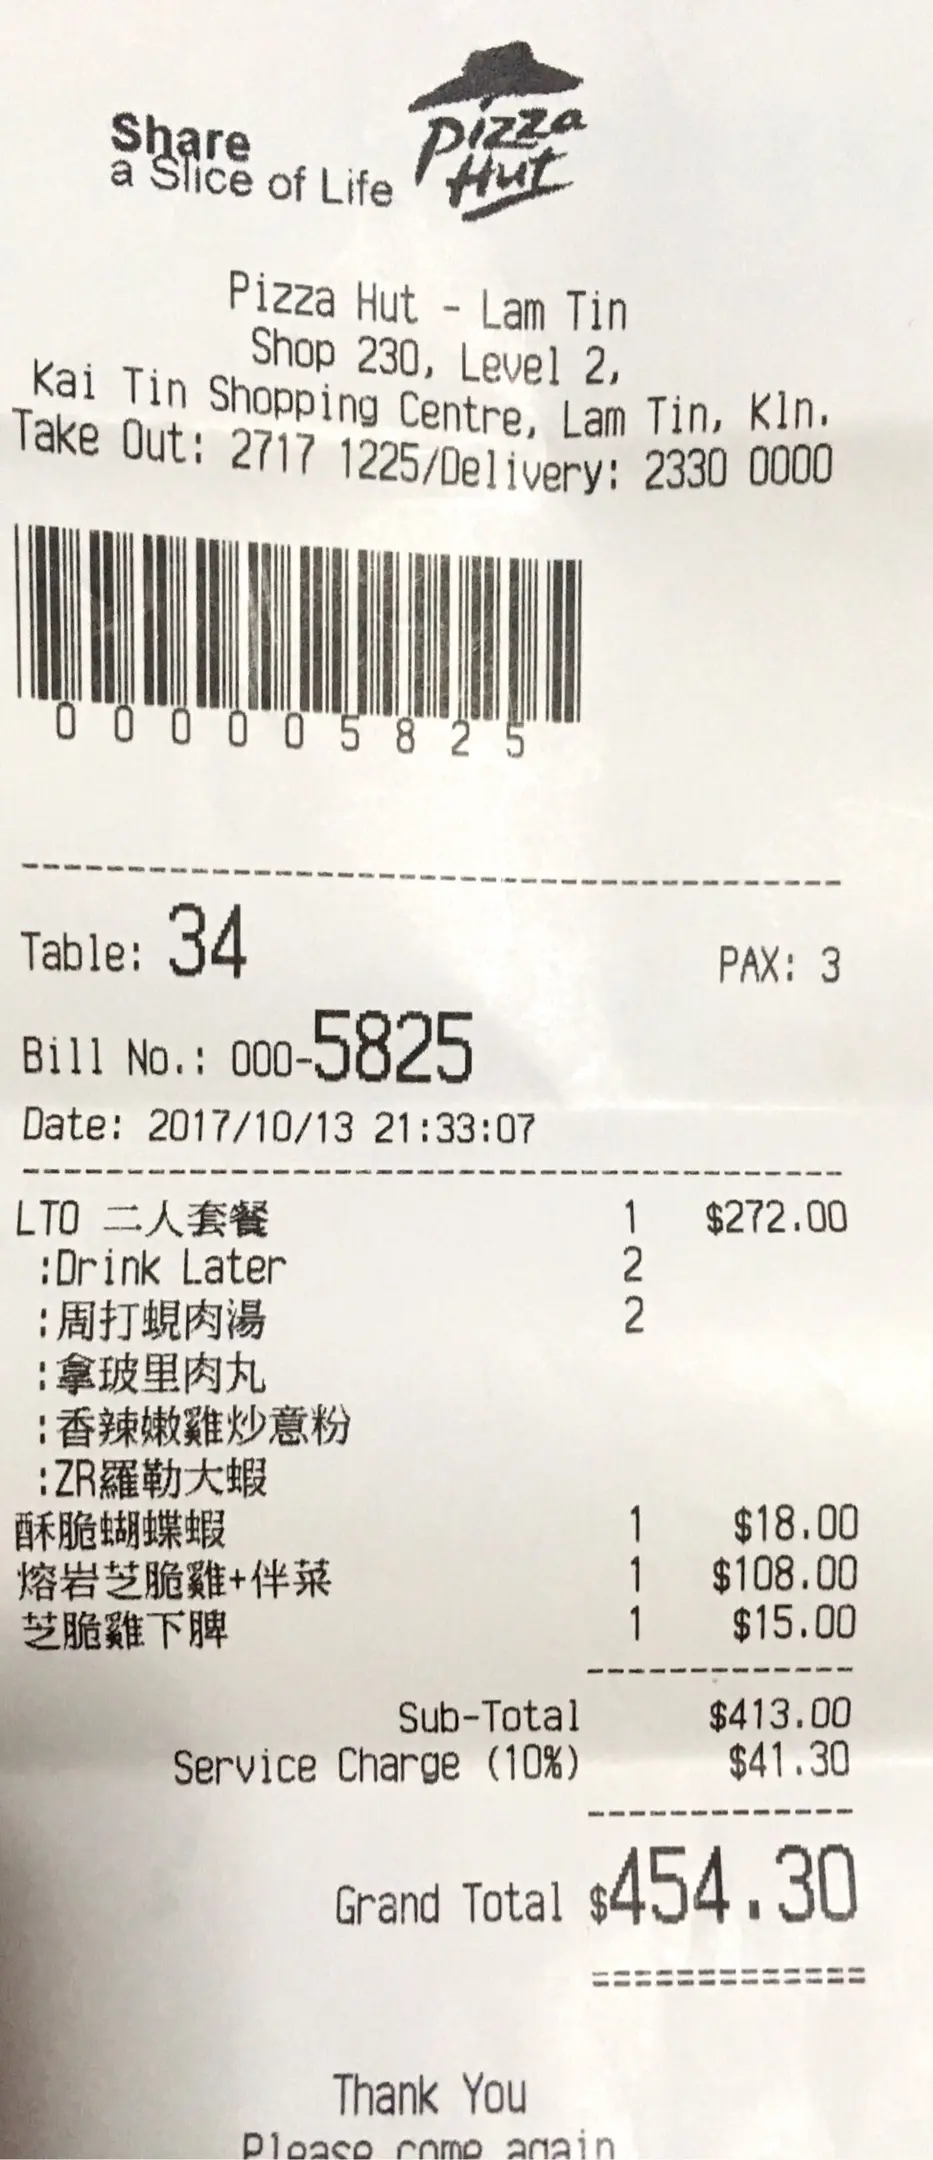 Share
a Slice of Life
Pizza
Hut
Pizza Hut - Lam Tin
Shop 230, Level 2,
Kai Tin Shopping Centre, Lam Tin, Kln.
Take Out: 2717 1225/Delivery: 2330 0000
000005825
Table: 34 PAX: 3
Bill No.: 000-5825
Date: 2017/10/13 21:33:07
LTO 二人套餐 1 $272.00
:Drink Later 2
:周打蜆肉湯 2
:拿玻里肉丸
:香辣嫩雞炒意粉
:ZR羅勒大蝦
酥脆蝴蝶蝦 1 $18.00
熔岩芝脆雞+伴菜 1 $108.00
芝脆雞下脾 1 $15.00
Sub-Total $413.00
Service Charge (10%) $41.30
Grand Total $454.30
Thank You
Please come again